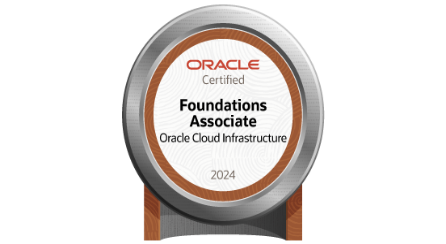 ORACLE
Certified
Foundations
Associate
Oracle Cloud Infrastructure
2024